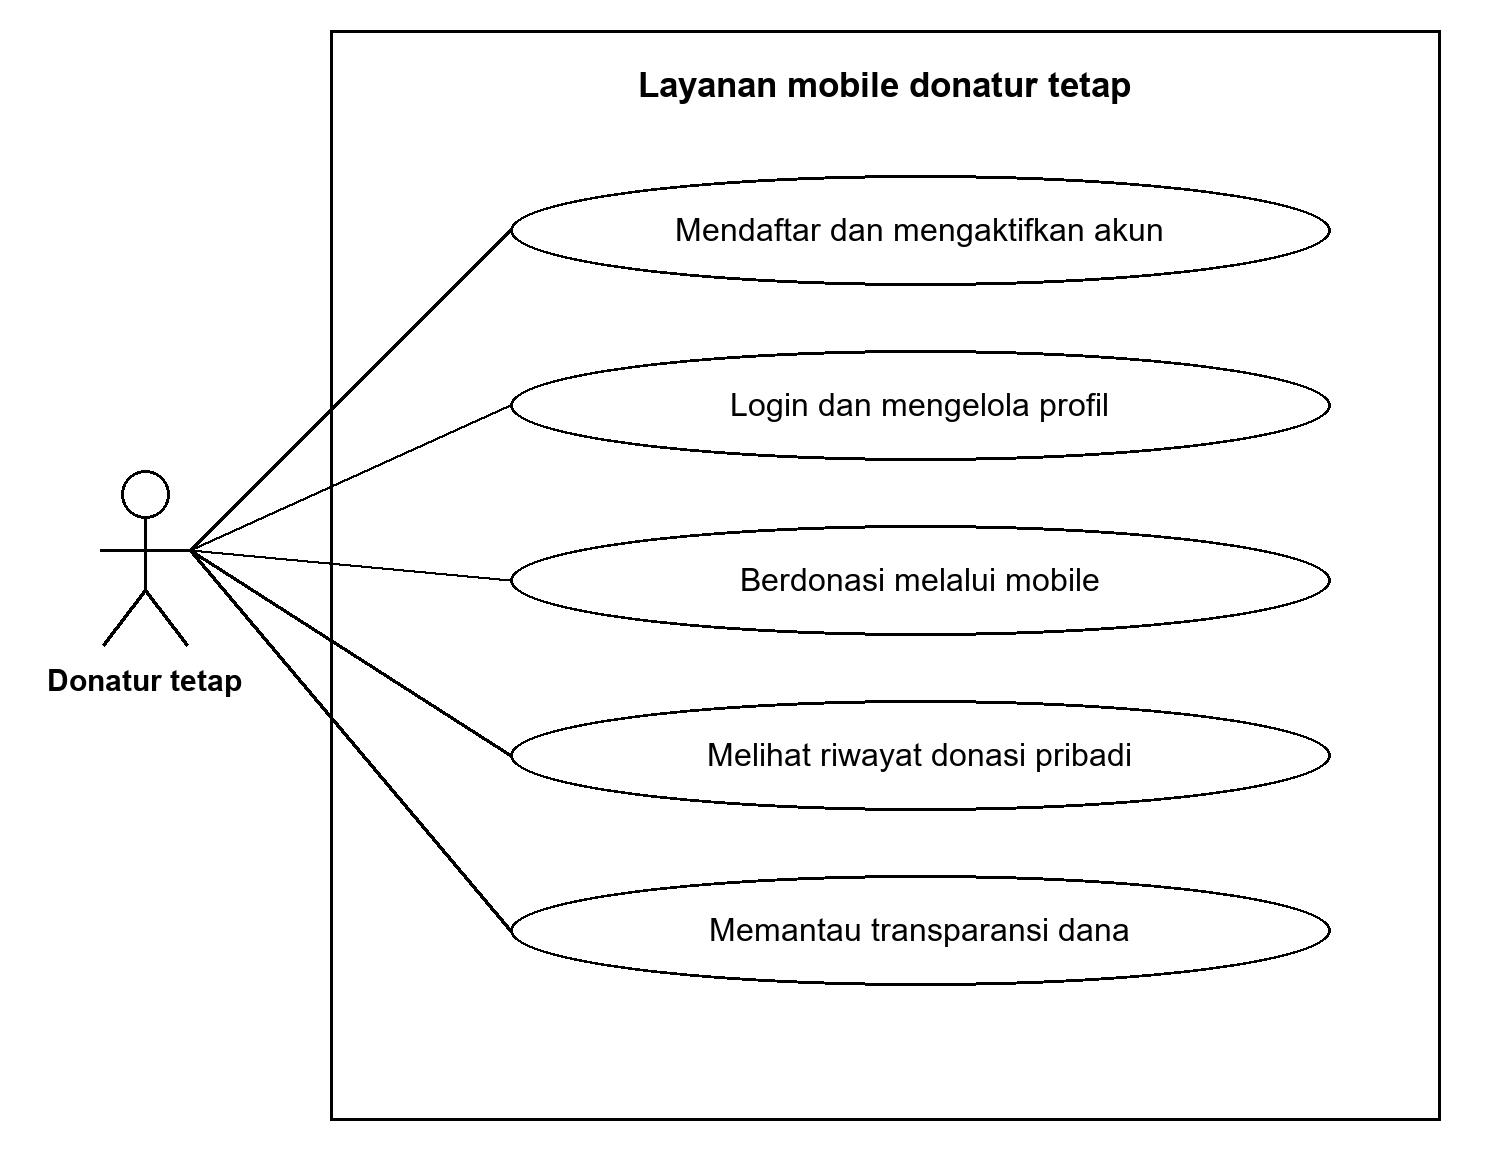 Layanan mobile donatur tetap
Mendaftar dan mengaktifkan akun
Login dan mengelola profil
Berdonasi melalui mobile
Donatur tetap
Melihat riwayat donasi pribadi
Memantau transparansi dana